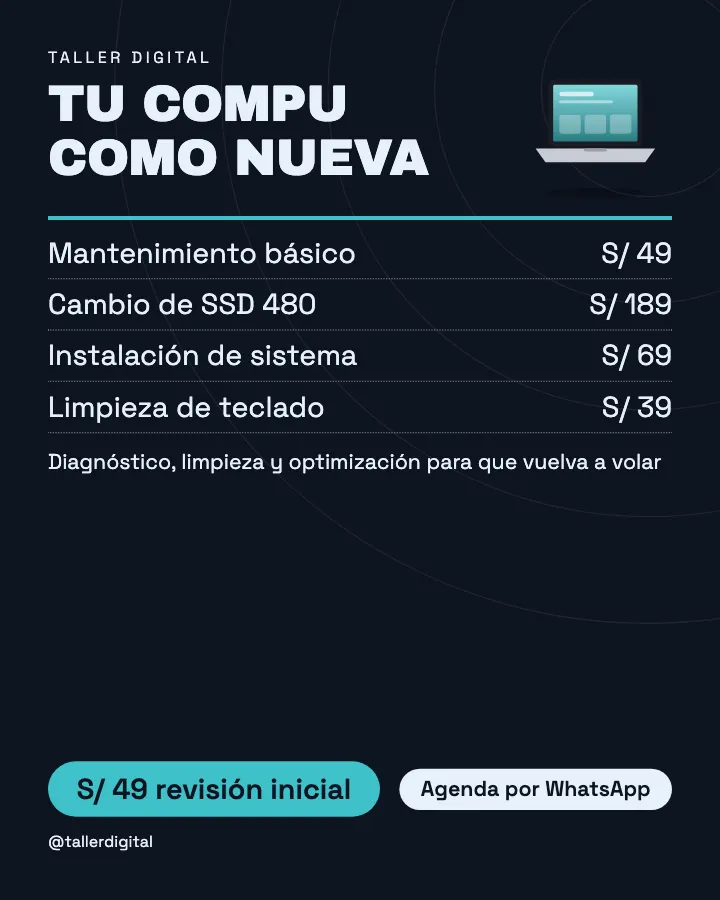 TALLER DIGITAL
TU COMPU
COMO NUEVA
Mantenimiento básico S/ 49
Cambio de SSD 480 S/ 189
Instalación de sistema S/ 69
Limpieza de teclado S/ 39
Diagnóstico, limpieza y optimización para que vuelva a volar
S/ 49 revisión inicial
Agenda por WhatsApp
@tallerdigital